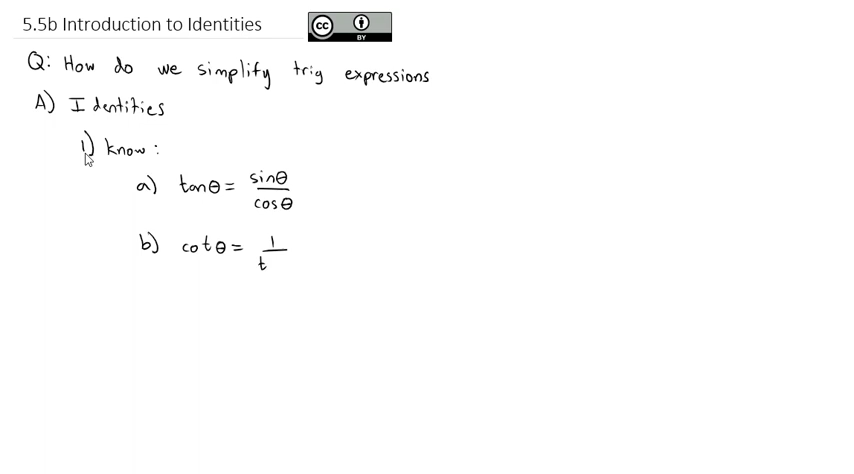 5.5b Introduction to Identities
cc BY
Q: How do we simplify trig expressions
A) Identities
1) know:
a) tanθ = sinθ / cosθ
b) cotθ = 1 / t